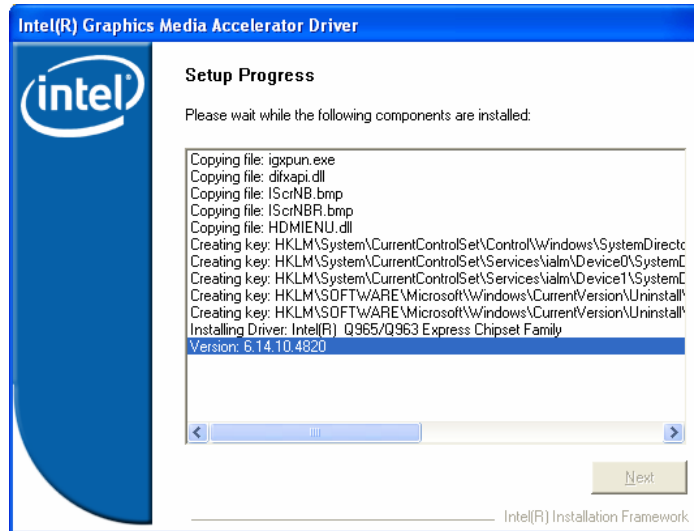 Intel(R) Graphics Media Accelerator Driver
intel
Setup Progress
Please wait while the following components are installed:
Copying file: igxpun.exe
Copying file: difxapi.dll
Copying file: IScrNB.bmp
Copying file: IScrNBR.bmp
Copying file: HDMIENU.dll
Creating key: HKLM\System\CurrentControlSet\Control\Windows\SystemDirecto
Creating key: HKLM\System\CurrentControlSet\Services\ialm\Device0\SystemD
Creating key: HKLM\System\CurrentControlSet\Services\ialm\Device1\SystemD
Creating key: HKLM\SOFTWARE\Microsoft\Windows\CurrentVersion\Uninstall\
Creating key: HKLM\SOFTWARE\Microsoft\Windows\CurrentVersion\Uninstall\
Installing Driver: Intel(R) Q965/Q963 Express Chipset Family
Version: 6.14.10.4820
Next
Intel(R) Installation Framework